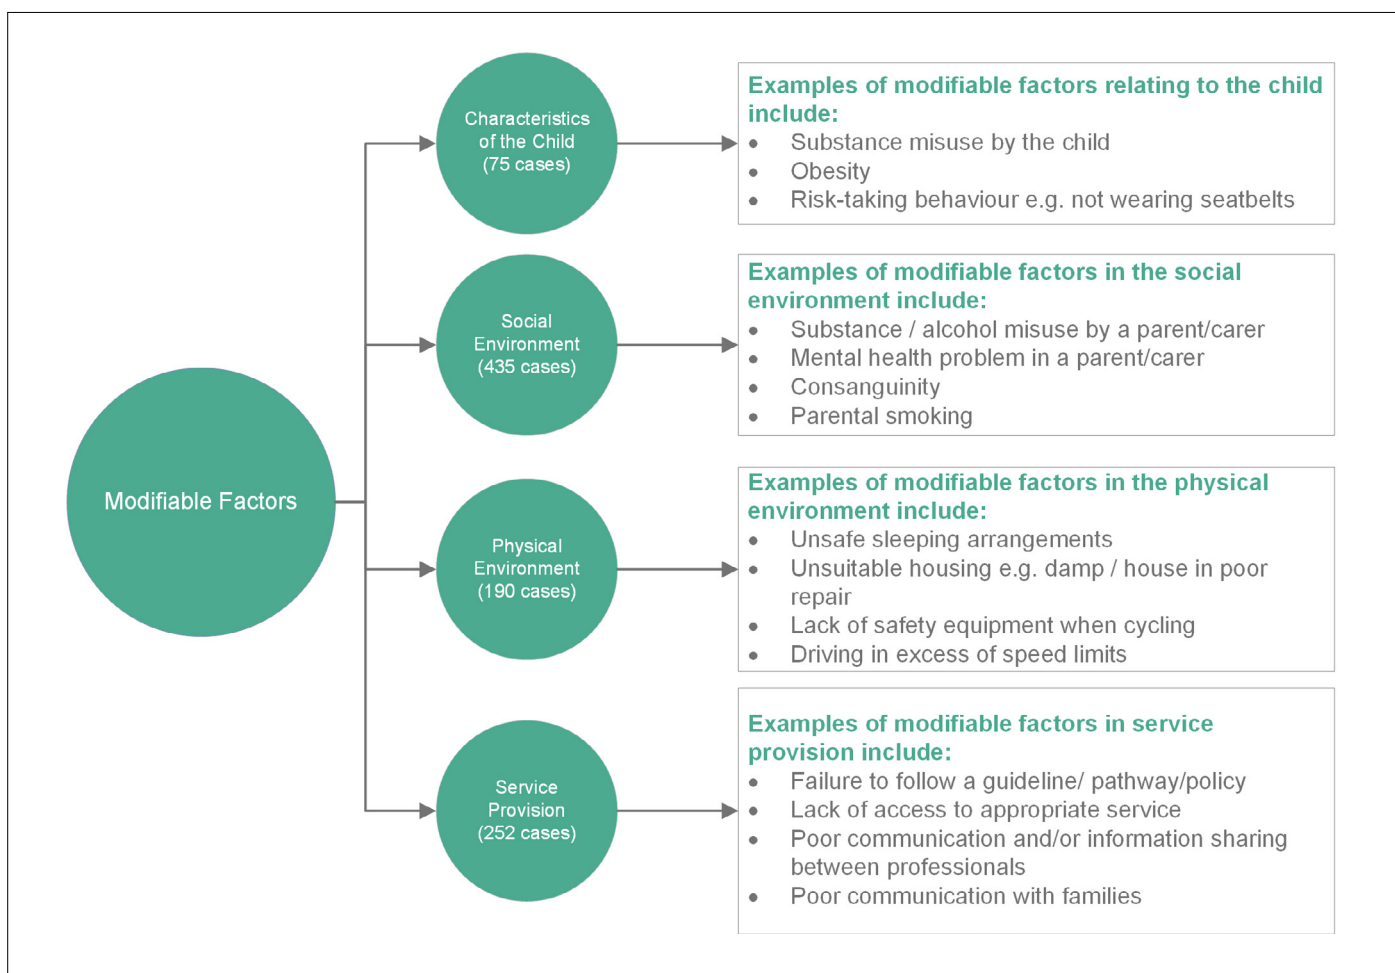 Modifiable Factors
Characteristics
of the Child
(75 cases)
Examples of modifiable factors relating to the child
include:
• Substance misuse by the child
• Obesity
• Risk-taking behaviour e.g. not wearing seatbelts
Social
Environment
(435 cases)
Examples of modifiable factors in the social
environment include:
• Substance / alcohol misuse by a parent/carer
• Mental health problem in a parent/carer
• Consanguinity
• Parental smoking
Physical
Environment
(190 cases)
Examples of modifiable factors in the physical
environment include:
• Unsafe sleeping arrangements
• Unsuitable housing e.g. damp / house in poor
repair
• Lack of safety equipment when cycling
• Driving in excess of speed limits
Service
Provision
(252 cases)
Examples of modifiable factors in service
provision include:
• Failure to follow a guideline/ pathway/policy
• Lack of access to appropriate service
• Poor communication and/or information sharing
between professionals
• Poor communication with families